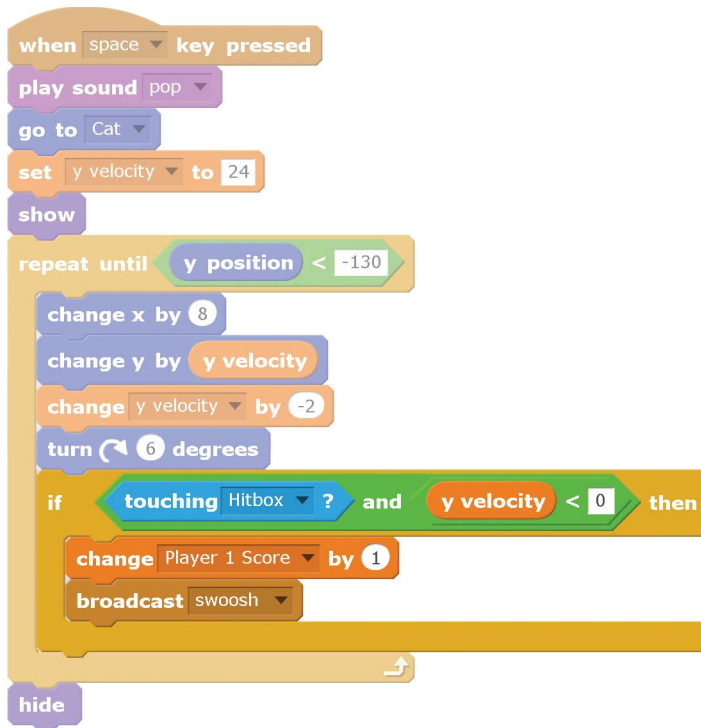 when space key pressed
play sound pop
go to Cat
set y velocity to 24
show
repeat until y position < -130
change x by 8
change y by y velocity
change y velocity by -2
turn 6 degrees
if touching Hitbox ? and y velocity < 0 then
change Player 1 Score by 1
broadcast swoosh
hide